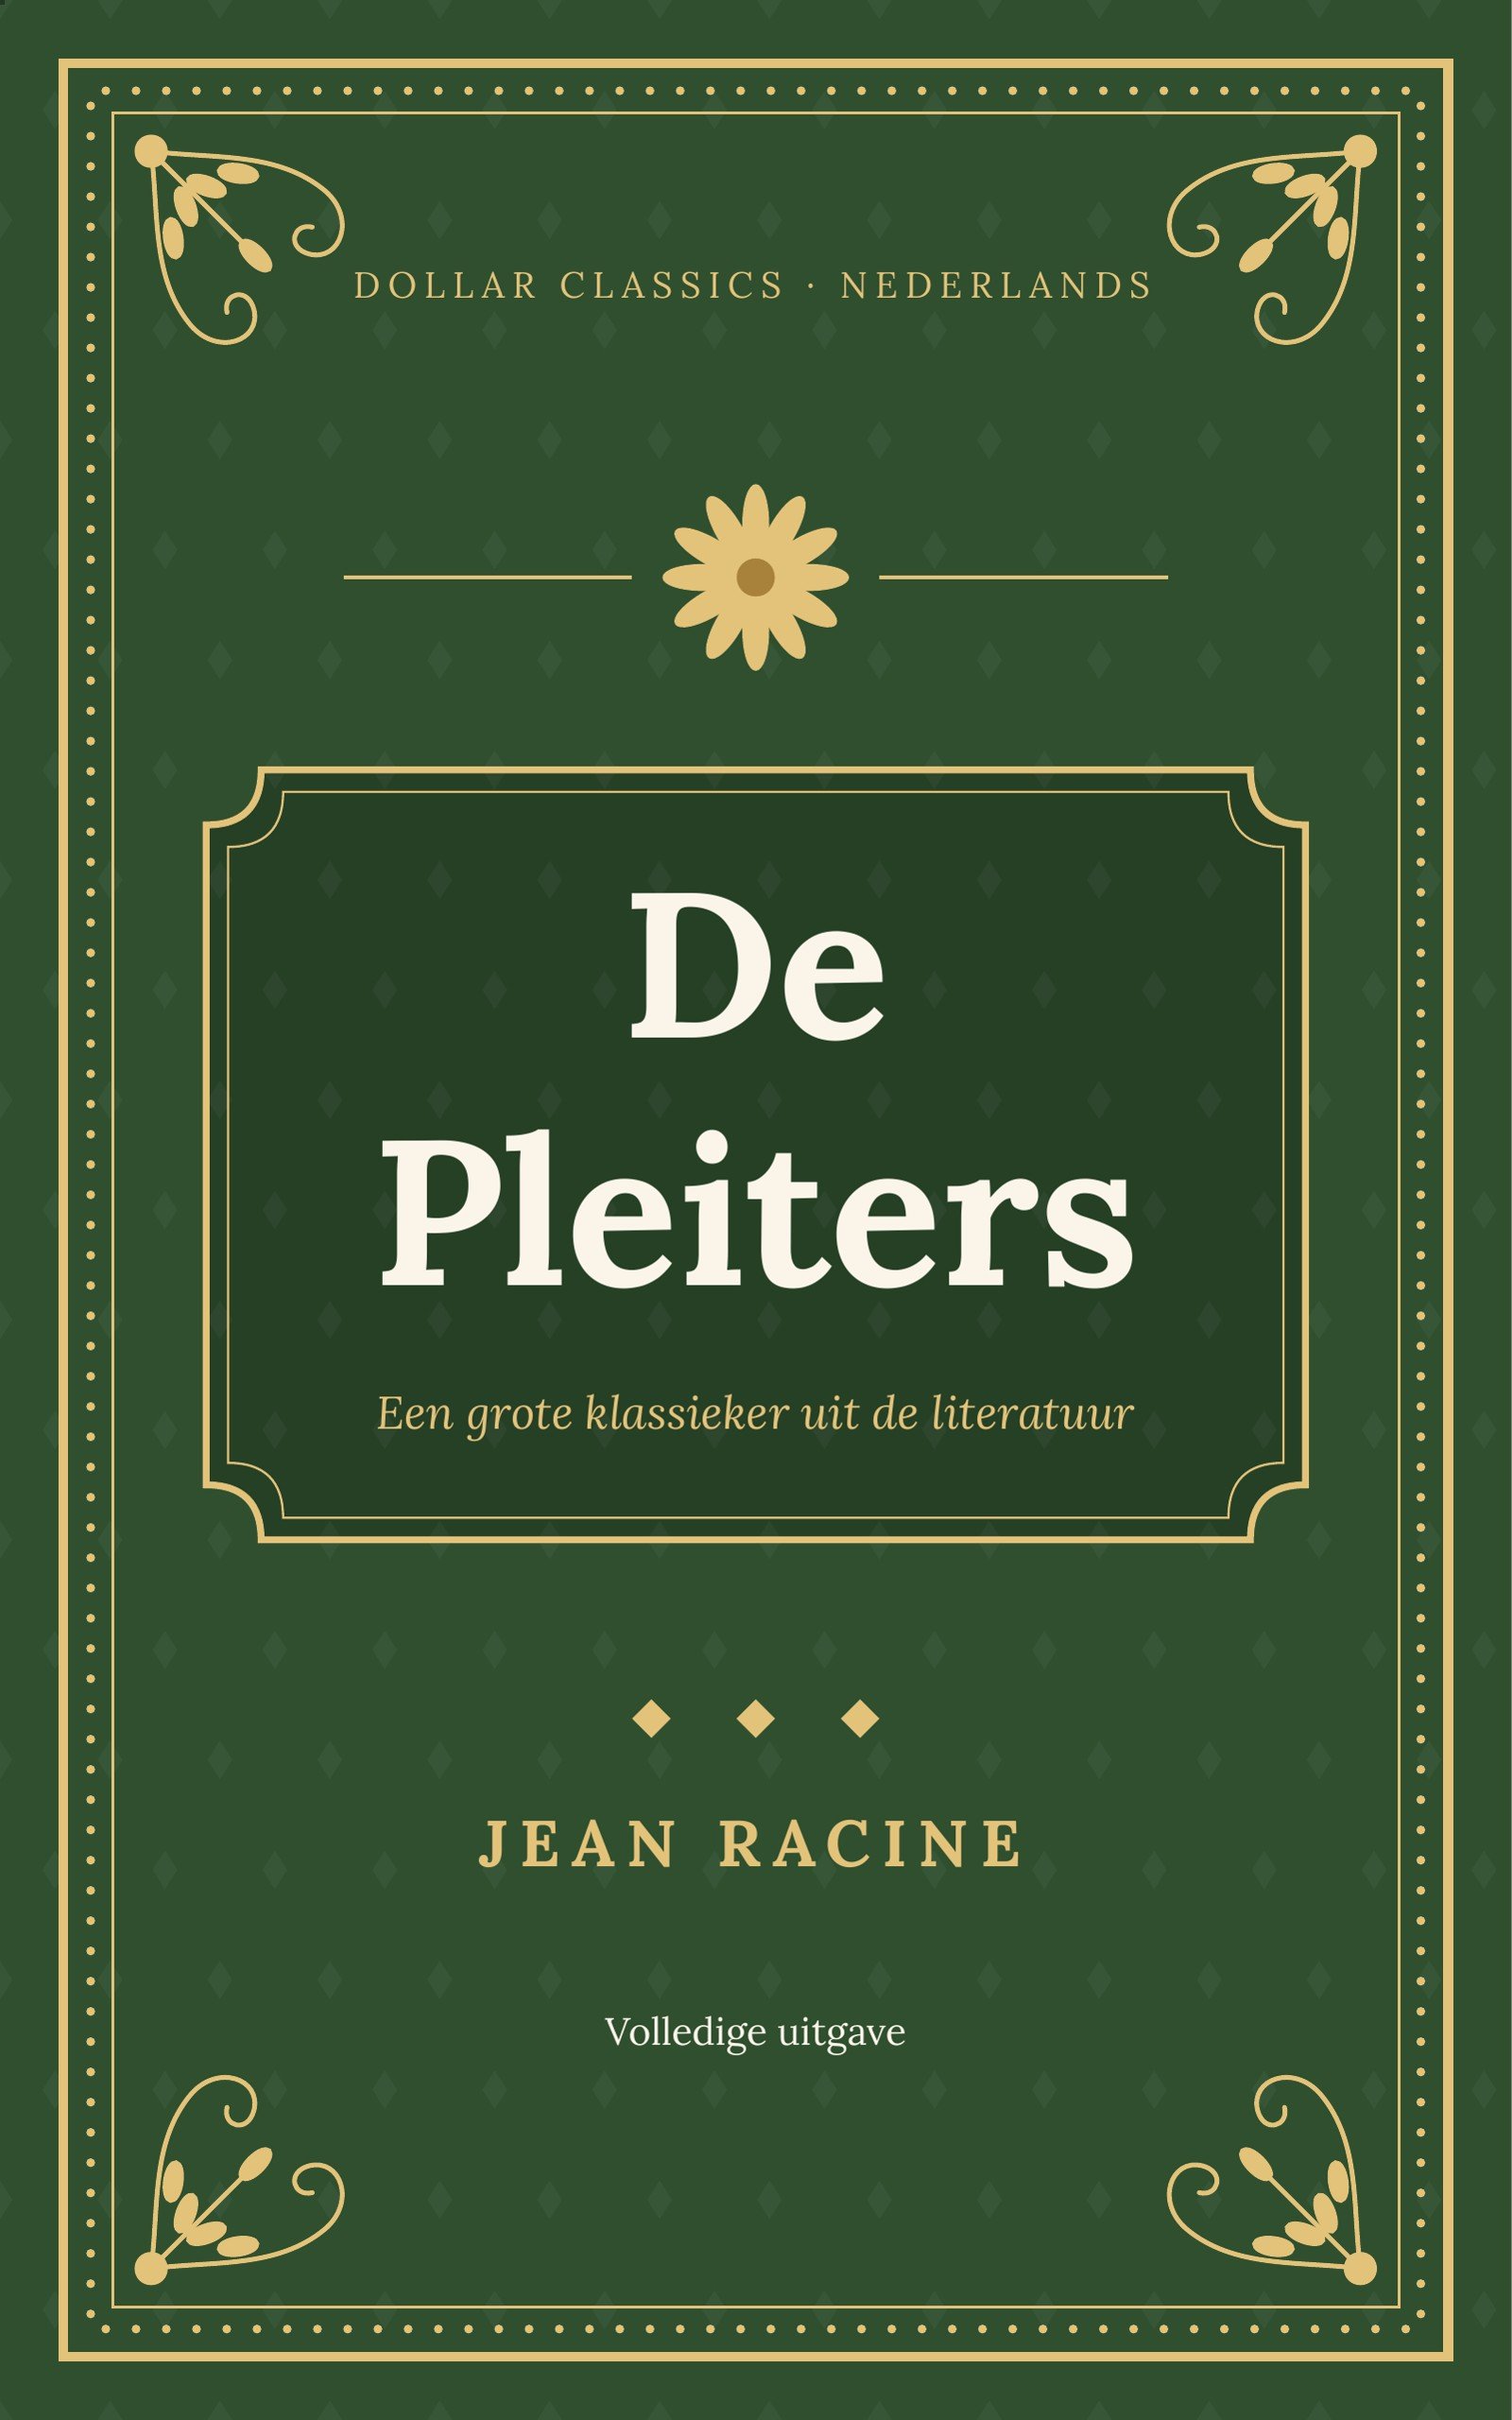 DOLLAR CLASSICS · NEDERLANDS
De
Pleiters
Een grote klassieker uit de literatuur
JEAN RACINE
Volledige uitgave